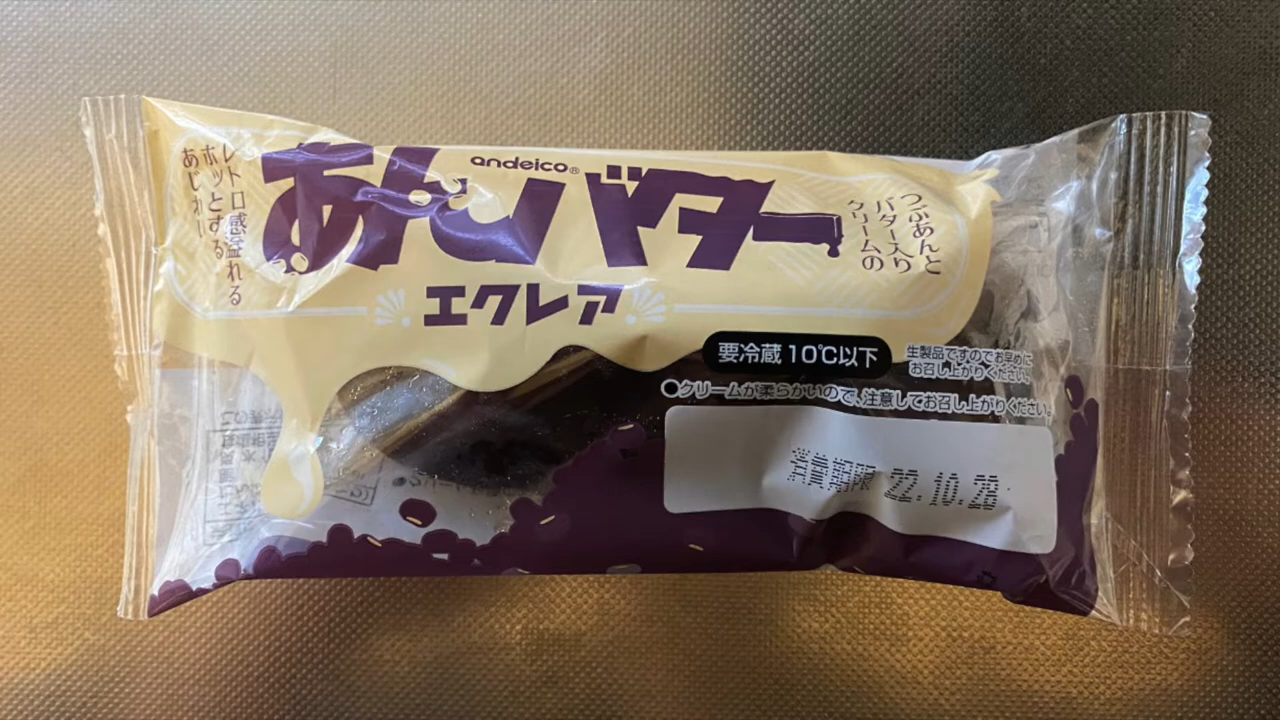 レトロ感溢れる
ホッとする
あじわい
andeico®
あんバター
エクレア
つぶあんと
バター入り
クリームの
要冷蔵 10℃以下
生製品ですのでお早めに
お召し上がりください。
●クリームが柔らかいので、注意してお召し上がりください。
消費期限 22.10.28